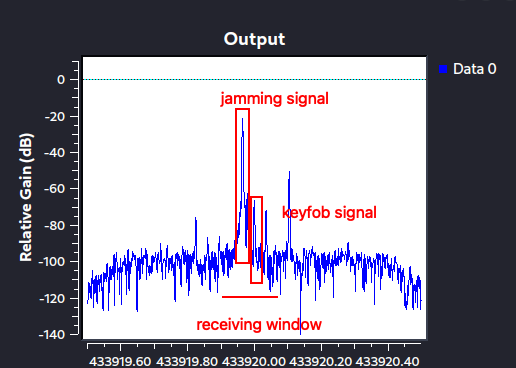 Output
Data 0
jamming signal
keyfob signal
receiving window
Relative Gain (dB)
0
-20
-40
-60
-80
-100
-120
-140
433919.60 433919.80 433920.00 433920.20 433920.40